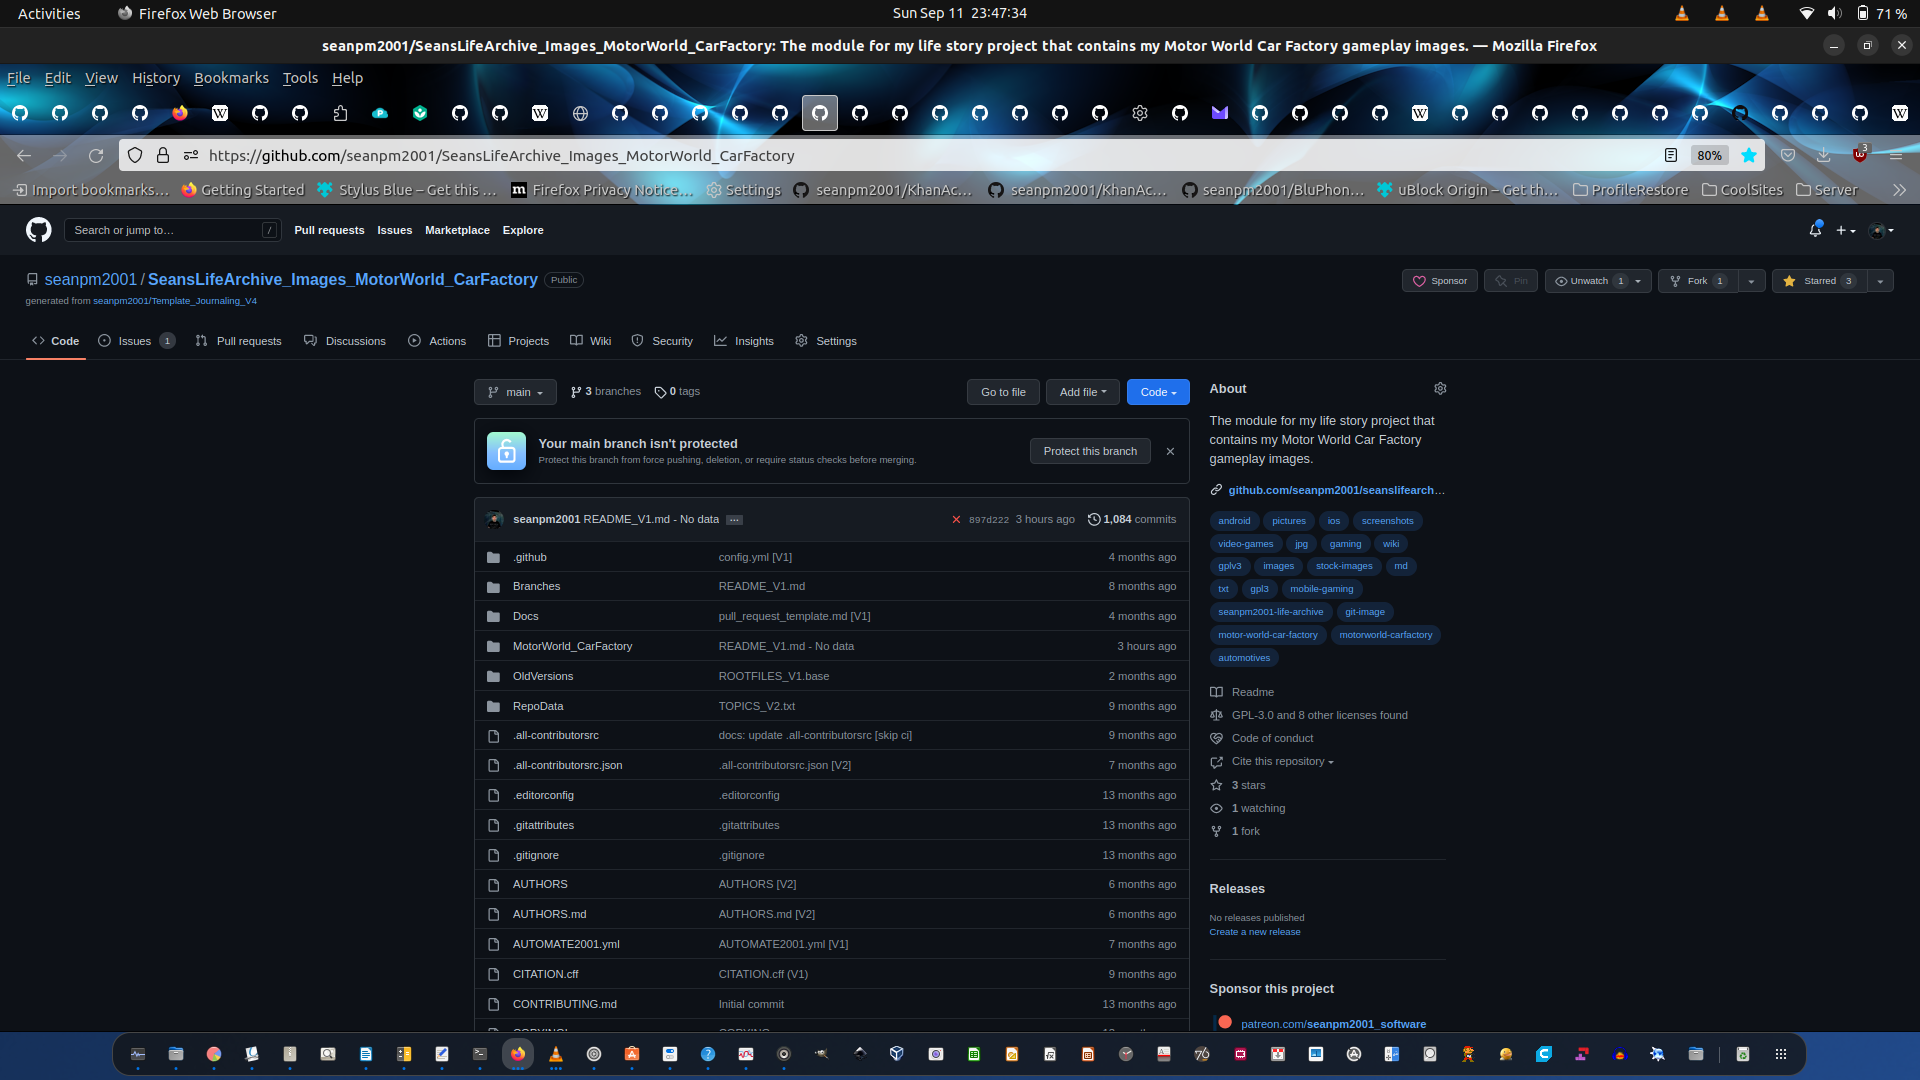 Activities Firefox Web Browser Sun Sep 11 23:47:34 71 %
seanpm2001/SeansLifeArchive_Images_MotorWorld_CarFactory: The module for my life story project that contains my Motor World Car Factory gameplay images. — Mozilla Firefox
File Edit View History Bookmarks Tools Help
https://github.com/seanpm2001/SeansLifeArchive_Images_MotorWorld_CarFactory 80% 3
Import bookmarks… Getting Started Stylus Blue – Get this … Firefox Privacy Notice… Settings seanpm2001/KhanAc… seanpm2001/KhanAc… seanpm2001/BluPhon… uBlock Origin – Get th… ProfileRestore CoolSites Server
Search or jump to… / Pull requests Issues Marketplace Explore
seanpm2001 / SeansLifeArchive_Images_MotorWorld_CarFactory Public Sponsor Pin Unwatch 1 Fork 1 Starred 3
generated from seanpm2001/Template_Journaling_V4
Code Issues 1 Pull requests Discussions Actions Projects Wiki Security Insights Settings
main 3 branches 0 tags Go to file Add file Code
Your main branch isn't protected
Protect this branch from force pushing, deletion, or require status checks before merging.
Protect this branch
seanpm2001 README_V1.md - No data … 897d222 3 hours ago 1,084 commits
.github config.yml [V1] 4 months ago
Branches README_V1.md 8 months ago
Docs pull_request_template.md [V1] 4 months ago
MotorWorld_CarFactory README_V1.md - No data 3 hours ago
OldVersions ROOTFILES_V1.base 2 months ago
RepoData TOPICS_V2.txt 9 months ago
.all-contributorsrc docs: update .all-contributorsrc [skip ci] 9 months ago
.all-contributorsrc.json .all-contributorsrc.json [V2] 7 months ago
.editorconfig .editorconfig 13 months ago
.gitattributes .gitattributes 13 months ago
.gitignore .gitignore 13 months ago
AUTHORS AUTHORS [V2] 6 months ago
AUTHORS.md AUTHORS.md [V2] 6 months ago
AUTOMATE2001.yml AUTOMATE2001.yml [V1] 7 months ago
CITATION.cff CITATION.cff (V1) 9 months ago
CONTRIBUTING.md Initial commit 13 months ago
About
The module for my life story project that
contains my Motor World Car Factory
gameplay images.
github.com/seanpm2001/seanslifearch…
android pictures ios screenshots
video-games jpg gaming wiki
gplv3 images stock-images md
txt gpl3 mobile-gaming
seanpm2001-life-archive git-image
motor-world-car-factory motorworld-carfactory
automotives
Readme
GPL-3.0 and 8 other licenses found
Code of conduct
Cite this repository
3 stars
1 watching
1 fork
Releases
No releases published
Create a new release
Sponsor this project
patreon.com/seanpm2001_software